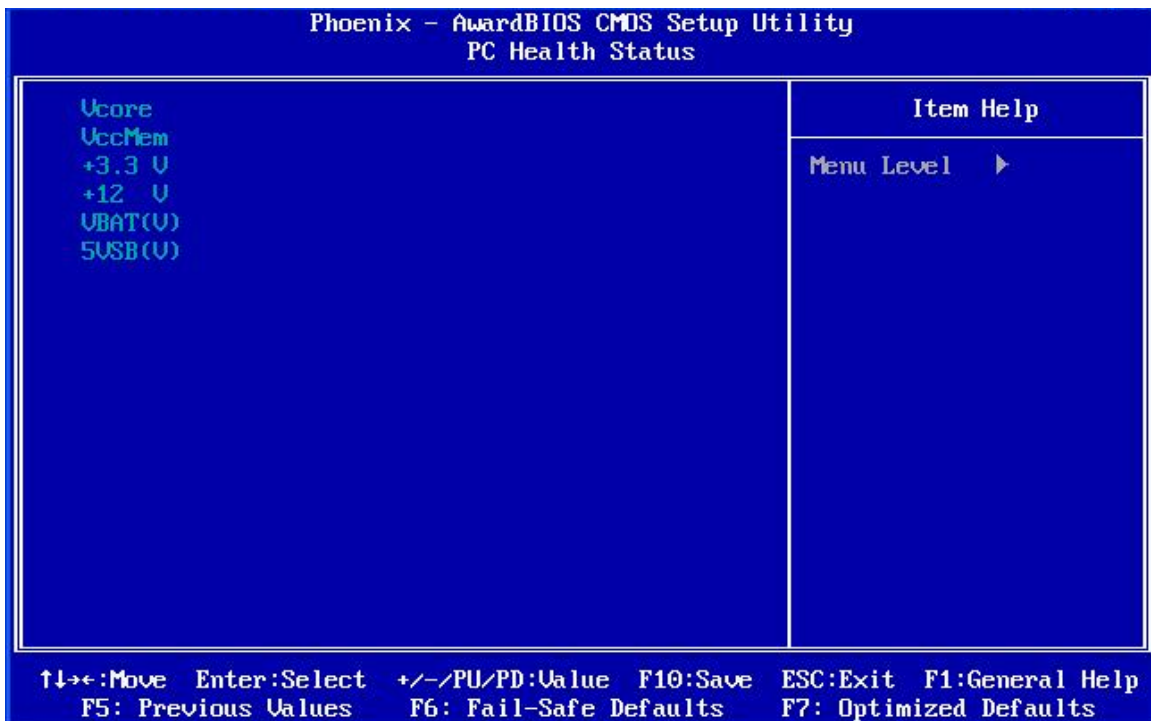 Phoenix - AwardBIOS CMOS Setup Utility
PC Health Status
Vcore
VccMem
+3.3 V
+12 V
VBAT(V)
5VSB(V)
Item Help
Menu Level ▶
↑↓→←:Move Enter:Select +/-/PU/PD:Value F10:Save ESC:Exit F1:General Help
F5: Previous Values F6: Fail-Safe Defaults F7: Optimized Defaults